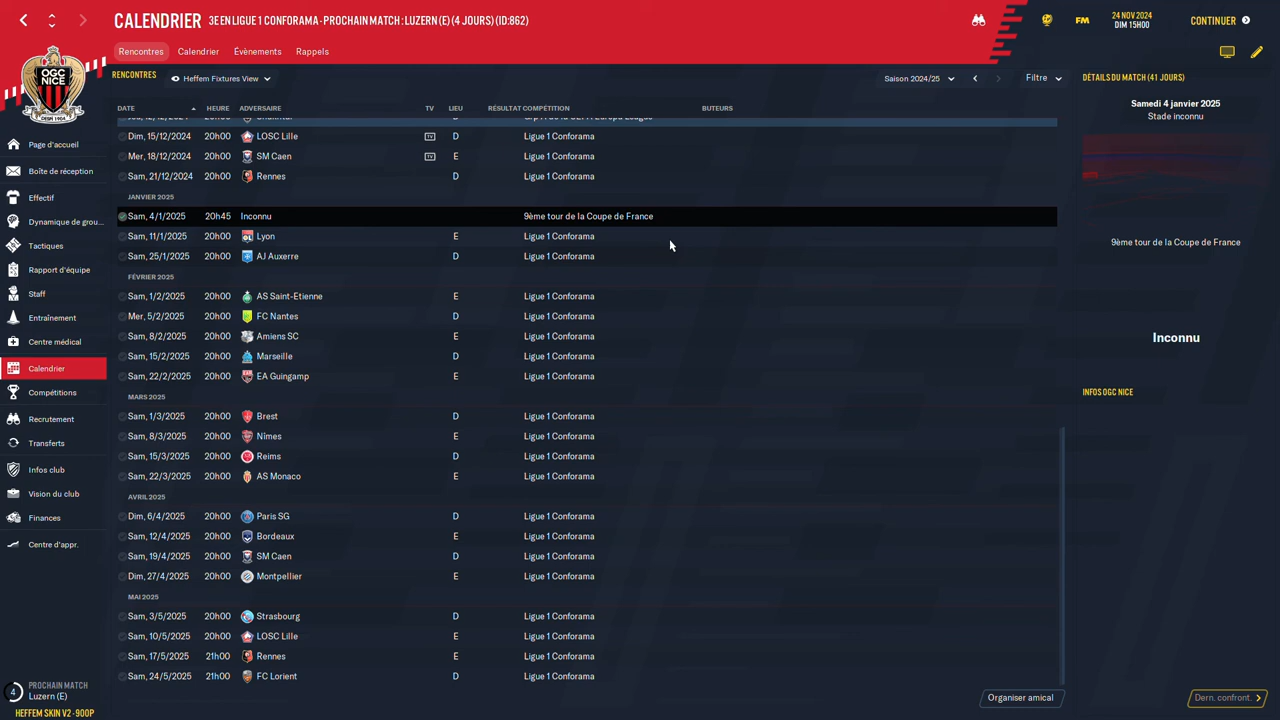 CALENDRIER 3E EN LIGUE 1 CONFORAMA · PROCHAIN MATCH : LUZERN (E) (4 JOURS) (ID:862)
FM
24 NOV 2024
DIM 15H00
CONTINUER
OGC
NICE
Rencontres Calendrier Évènements Rappels
RENCONTRES Heffem Fixtures View Saison 2024/25 Filtre
DATE HEURE ADVERSAIRE TV LIEU RÉSULTAT COMPÉTITION BUTEURS
Dim, 15/12/2024 20h00 LOSC Lille TV D Ligue 1 Conforama
Mer, 18/12/2024 20h00 SM Caen TV E Ligue 1 Conforama
Sam, 21/12/2024 20h00 Rennes D Ligue 1 Conforama
JANVIER 2025
Sam, 4/1/2025 20h45 Inconnu 9ème tour de la Coupe de France
Sam, 11/1/2025 20h00 Lyon E Ligue 1 Conforama
Sam, 25/1/2025 20h00 AJ Auxerre D Ligue 1 Conforama
FÉVRIER 2025
Sam, 1/2/2025 20h00 AS Saint-Etienne E Ligue 1 Conforama
Mer, 5/2/2025 20h00 FC Nantes D Ligue 1 Conforama
Sam, 8/2/2025 20h00 Amiens SC E Ligue 1 Conforama
Sam, 15/2/2025 20h00 Marseille D Ligue 1 Conforama
Sam, 22/2/2025 20h00 EA Guingamp E Ligue 1 Conforama
MARS 2025
Sam, 1/3/2025 20h00 Brest D Ligue 1 Conforama
Sam, 8/3/2025 20h00 Nîmes E Ligue 1 Conforama
Sam, 15/3/2025 20h00 Reims D Ligue 1 Conforama
Sam, 22/3/2025 20h00 AS Monaco E Ligue 1 Conforama
AVRIL 2025
Dim, 6/4/2025 20h00 Paris SG D Ligue 1 Conforama
Sam, 12/4/2025 20h00 Bordeaux E Ligue 1 Conforama
Sam, 19/4/2025 20h00 SM Caen D Ligue 1 Conforama
Dim, 27/4/2025 20h00 Montpellier E Ligue 1 Conforama
MAI 2025
Sam, 3/5/2025 20h00 Strasbourg D Ligue 1 Conforama
Sam, 10/5/2025 20h00 LOSC Lille E Ligue 1 Conforama
Sam, 17/5/2025 21h00 Rennes E Ligue 1 Conforama
Sam, 24/5/2025 21h00 FC Lorient D Ligue 1 Conforama
Organiser amical
DÉTAILS DU MATCH (41 JOURS)
Samedi 4 janvier 2025
Stade inconnu
9ème tour de la Coupe de France
Inconnu
INFOS OGC NICE
Dern. confront.
Page d'accueil
Boîte de réception
Effectif
Dynamique de grou...
Tactiques
Rapport d'équipe
Staff
Entraînement
Centre médical
Calendrier
Compétitions
Recrutement
Transferts
Infos club
Vision du club
Finances
Centre d'appr.
4 PROCHAIN MATCH
Luzern (E)
HEFFEM SKIN V2 - 900P